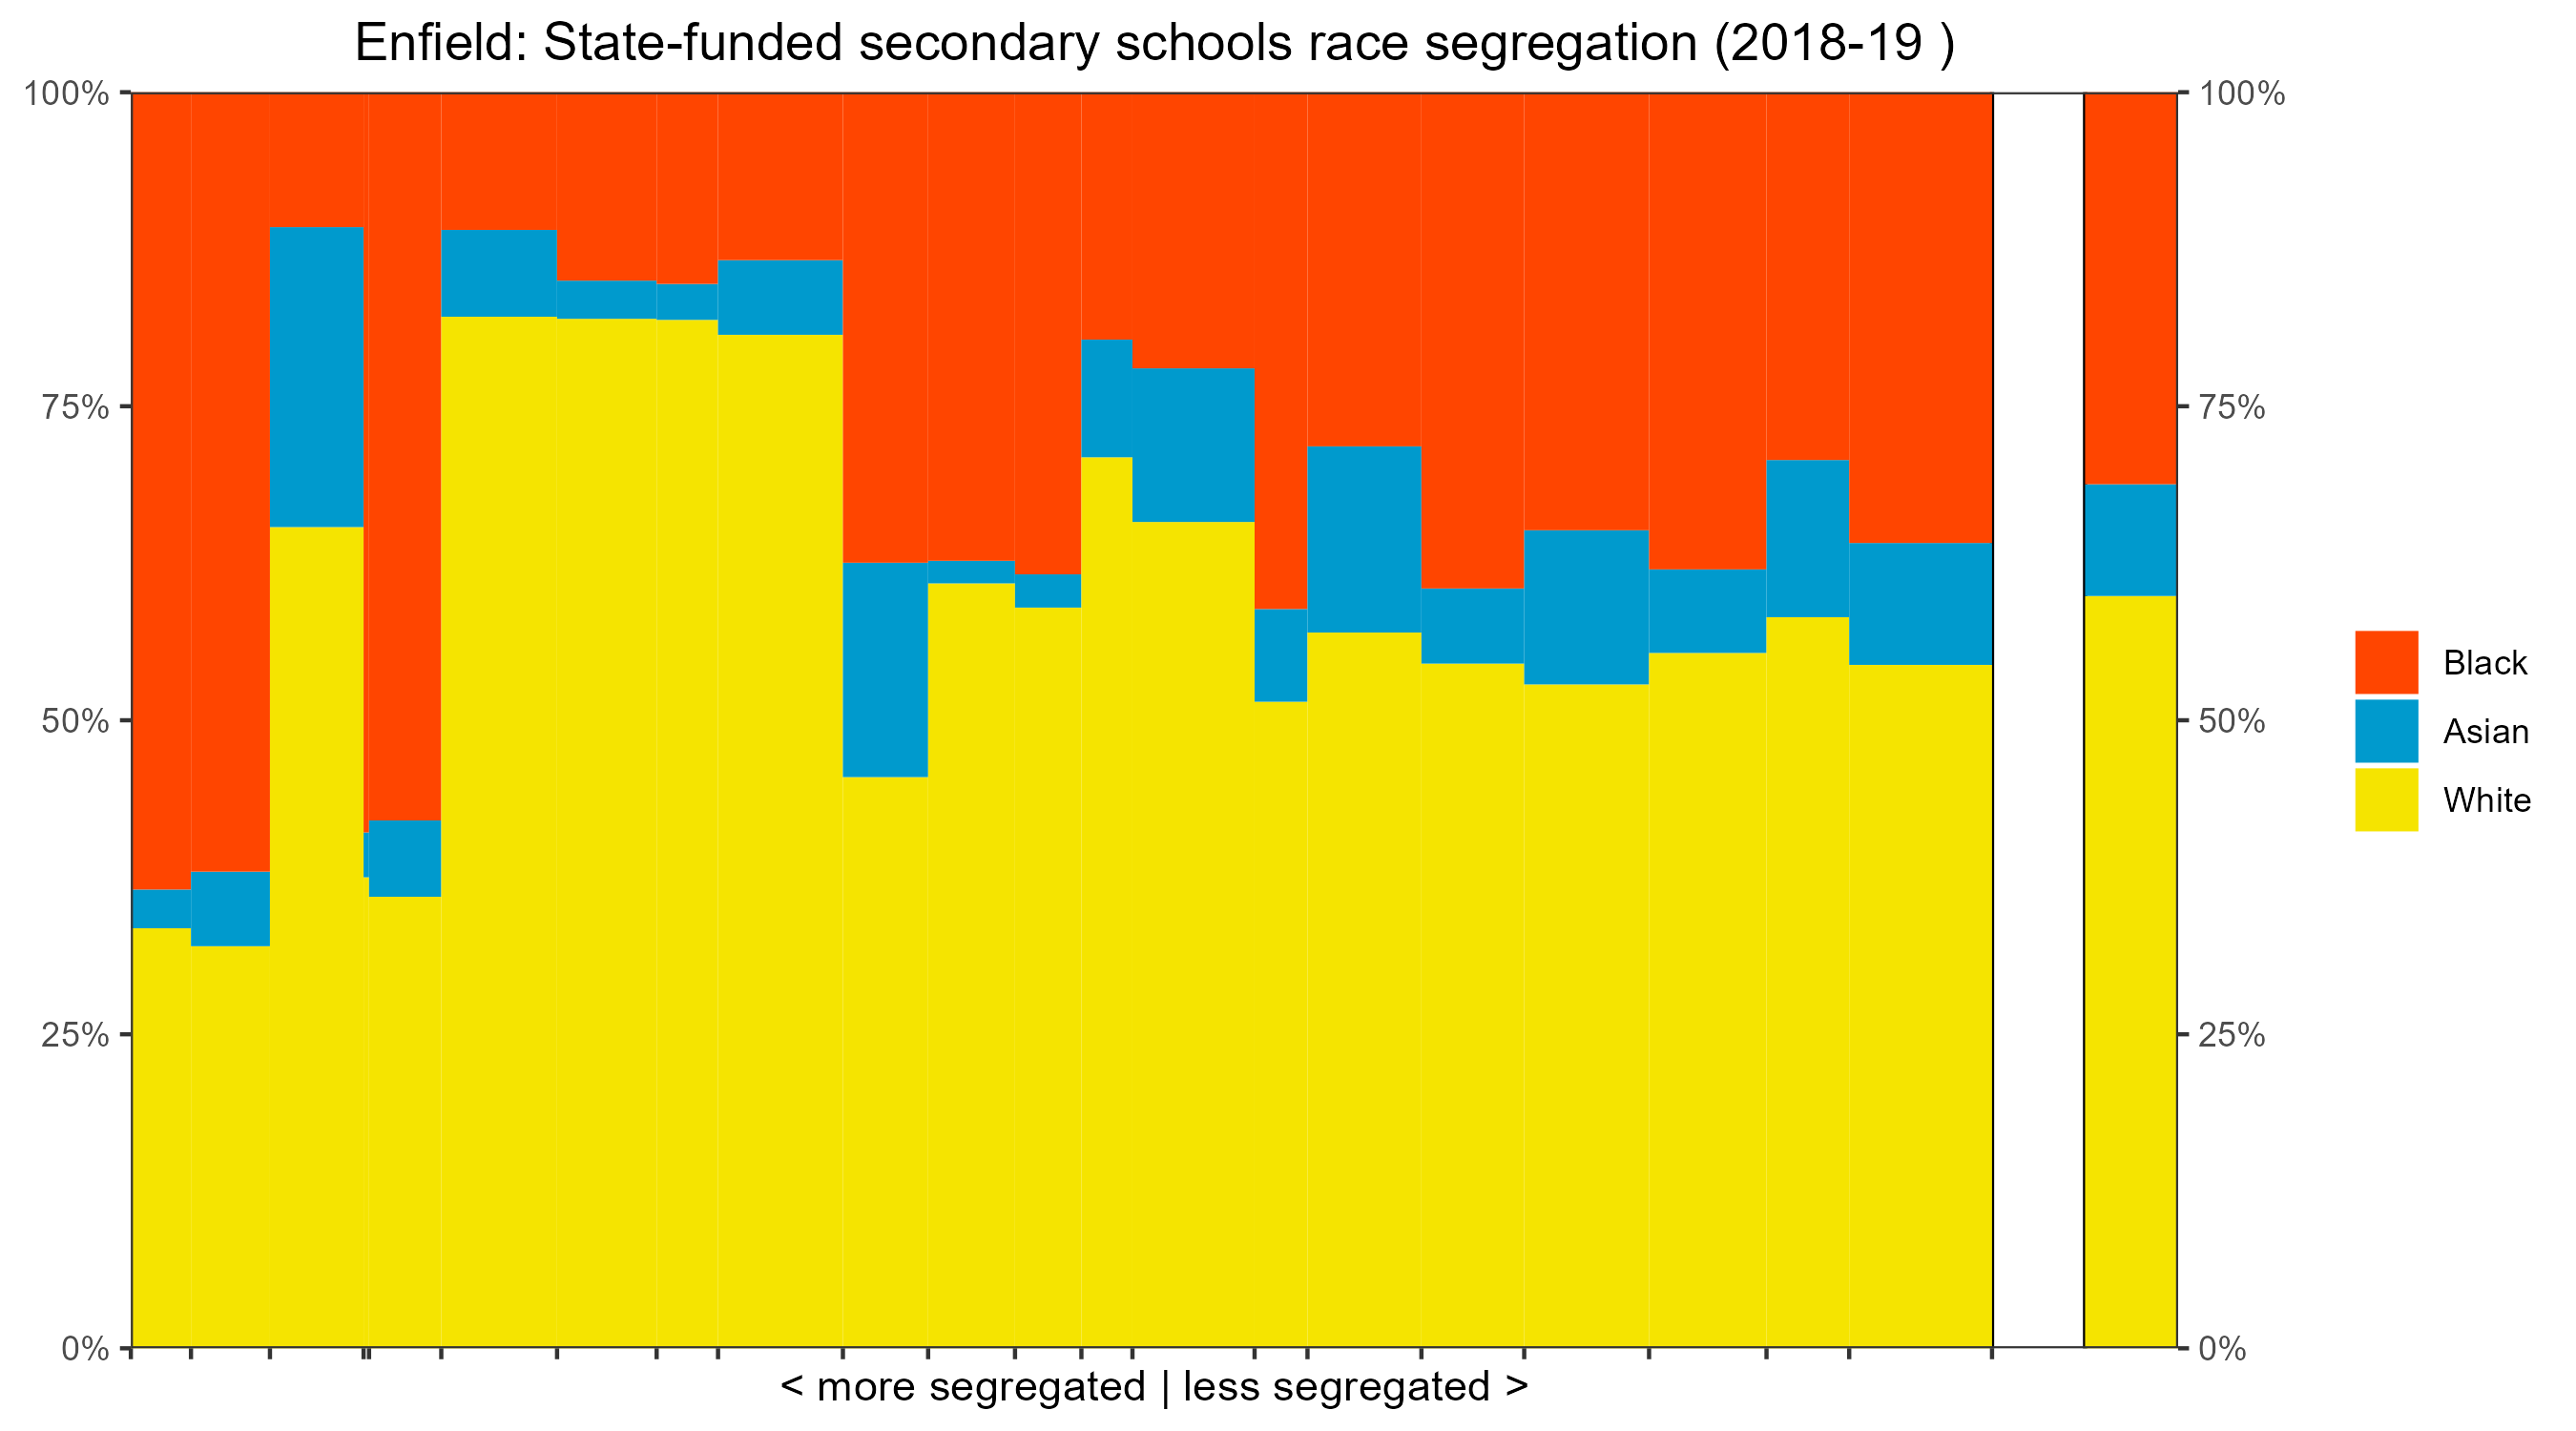 Enfield: State-funded secondary schools race segregation (2018-19 )
100%
75%
50%
25%
0%
100%
75%
50%
25%
0%
Black
Asian
White
< more segregated | less segregated >